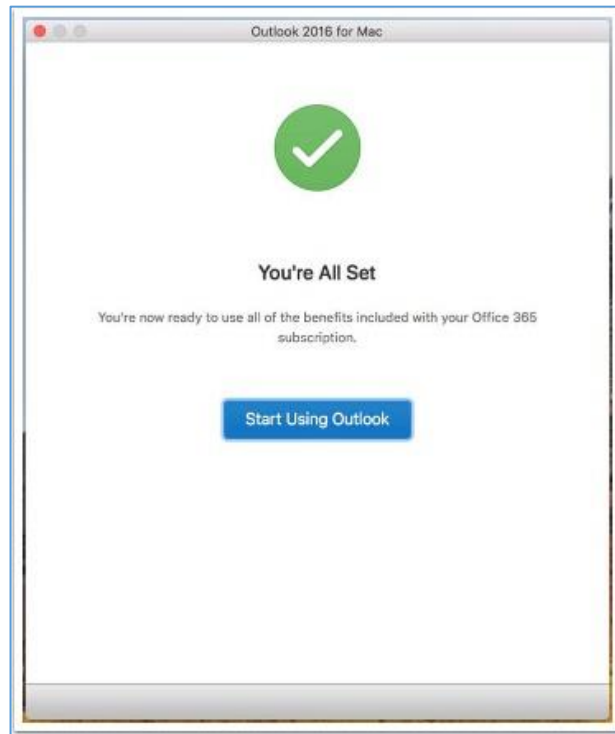 Outlook 2016 for Mac
You're All Set
You're now ready to use all of the benefits included with your Office 365
subscription.
Start Using Outlook